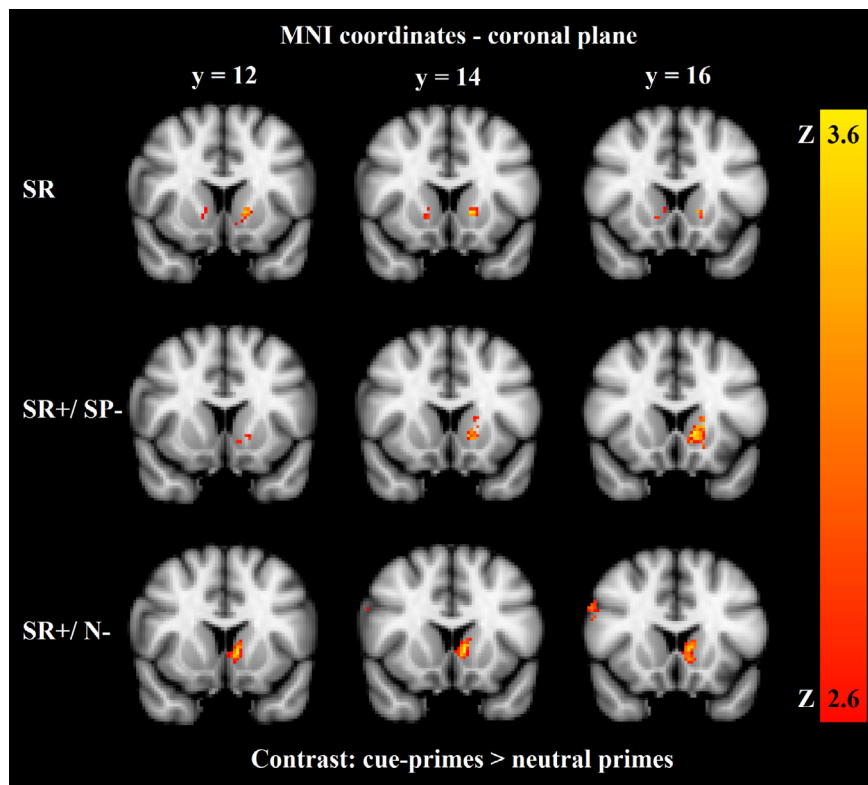 MNI coordinates - coronal plane
y = 12 y = 14 y = 16
Z 3.6
SR
SR+/ SP-
SR+/ N-
Z 2.6
Contrast: cue-primes > neutral primes